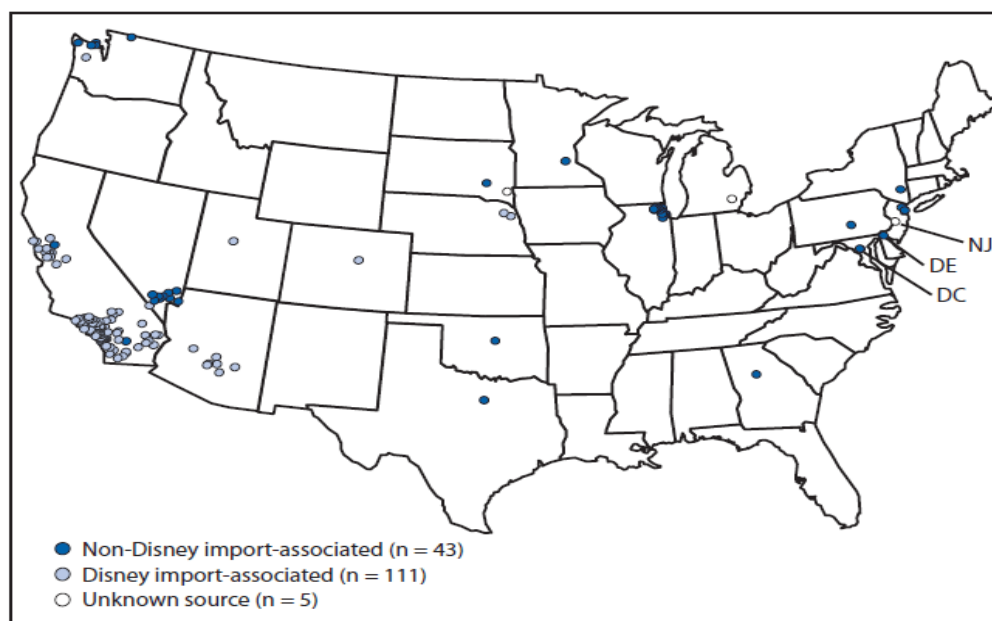 NJ
DE
DC
Non-Disney import-associated (n = 43)
Disney import-associated (n = 111)
Unknown source (n = 5)